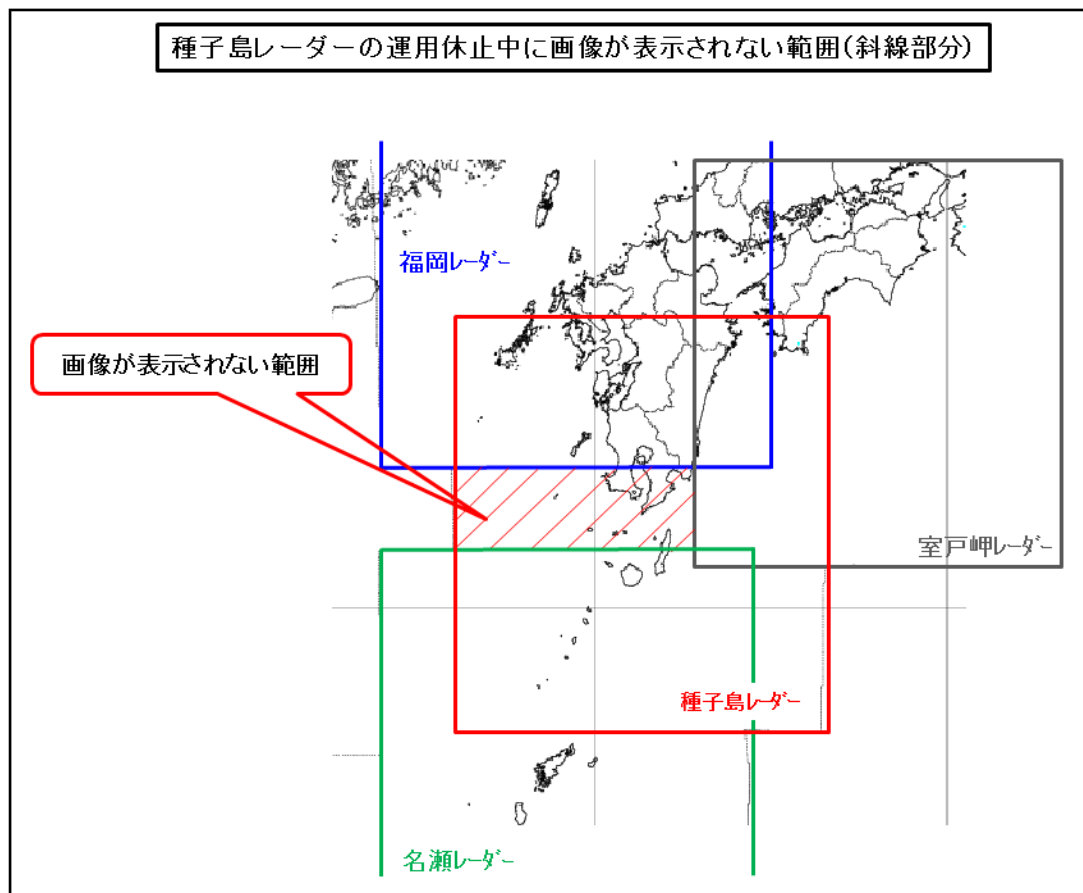 種子島レーダーの運用休止中に画像が表示されない範囲(斜線部分)
福岡レーダー
画像が表示されない範囲
室戸岬レーダー
種子島レーダー
名瀬レーダー